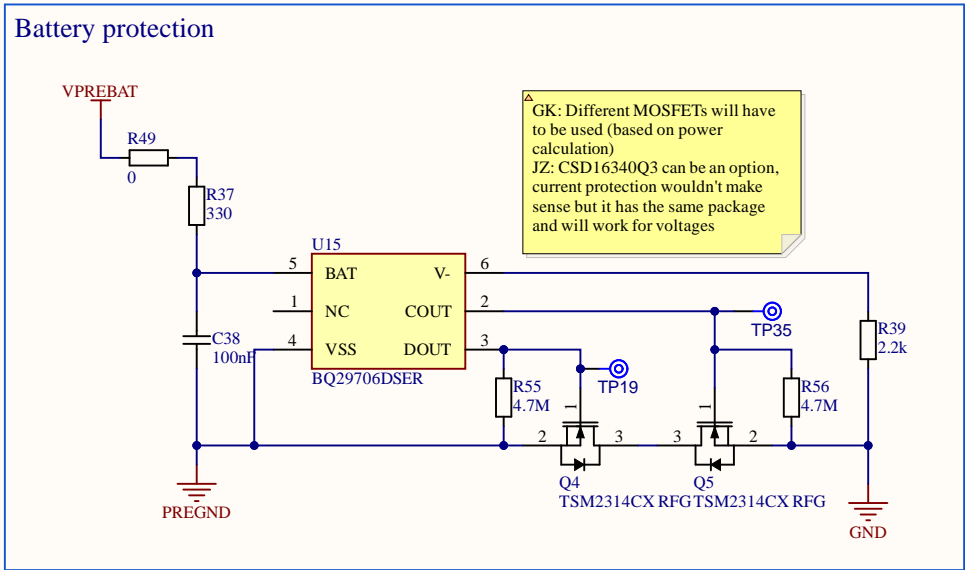 Battery protection
VPREBAT
R49
0
R37
330
GK: Different MOSFETs will have
to be used (based on power
calculation)
JZ: CSD16340Q3 can be an option,
current protection wouldn't make
sense but it has the same package
and will work for voltages
U15
5 BAT V- 6
1 NC COUT 2
4 VSS DOUT 3
BQ29706DSER
C38
100nF
TP35
R39
2.2k
TP19
R55
4.7M
R56
4.7M
1
1
2 3 3 2
Q4
TSM2314CX RFG
Q5
TSM2314CX RFG
PREGND
GND